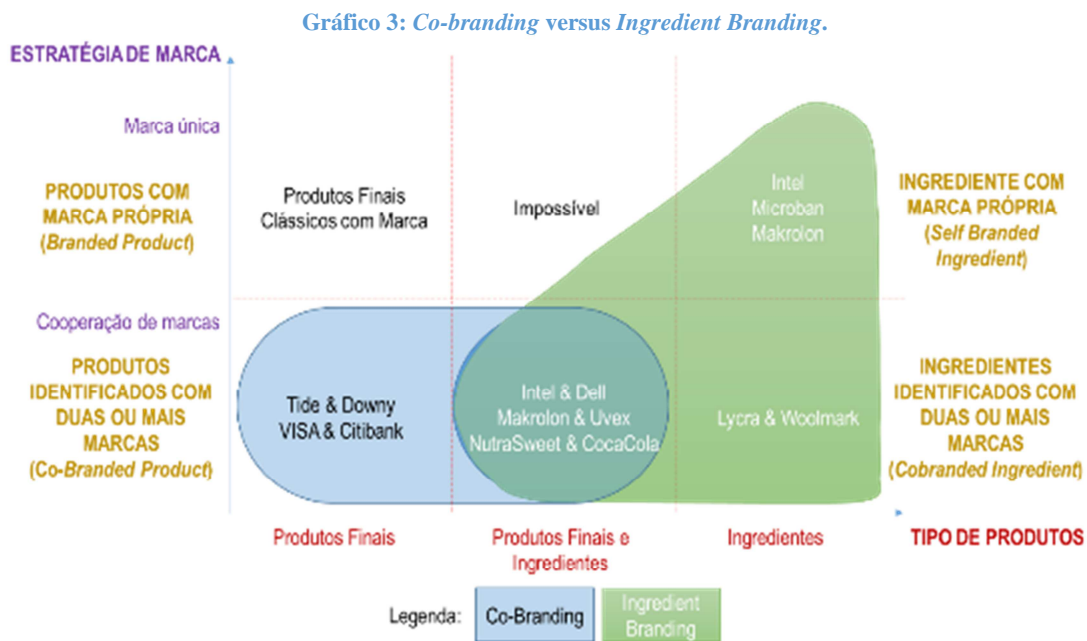 Gráfico 3: Co-branding versus Ingredient Branding.
ESTRATÉGIA DE MARCA
Marca única
PRODUTOS COM
MARCA PRÓPRIA
(Branded Product)
Produtos Finais
Clássicos com Marca
Impossível
Intel
Microban
Makrolon
INGREDIENTE COM
MARCA PRÓPRIA
(Self Branded
Ingredient)
Cooperação de marcas
PRODUTOS
IDENTIFICADOS COM
DUAS OU MAIS
MARCAS
(Co-Branded Product)
Tide & Downy
VISA & Citibank
Intel & Dell
Makrolon & Uvex
NutraSweet & CocaCola
Lycra & Woolmark
INGREDIENTES
IDENTIFICADOS COM
DUAS OU MAIS
MARCAS
(Cobranded Ingredient)
Produtos Finais
Produtos Finais e
Ingredientes
Ingredientes
TIPO DE PRODUTOS
Legenda:
Co-Branding
Ingredient
Branding